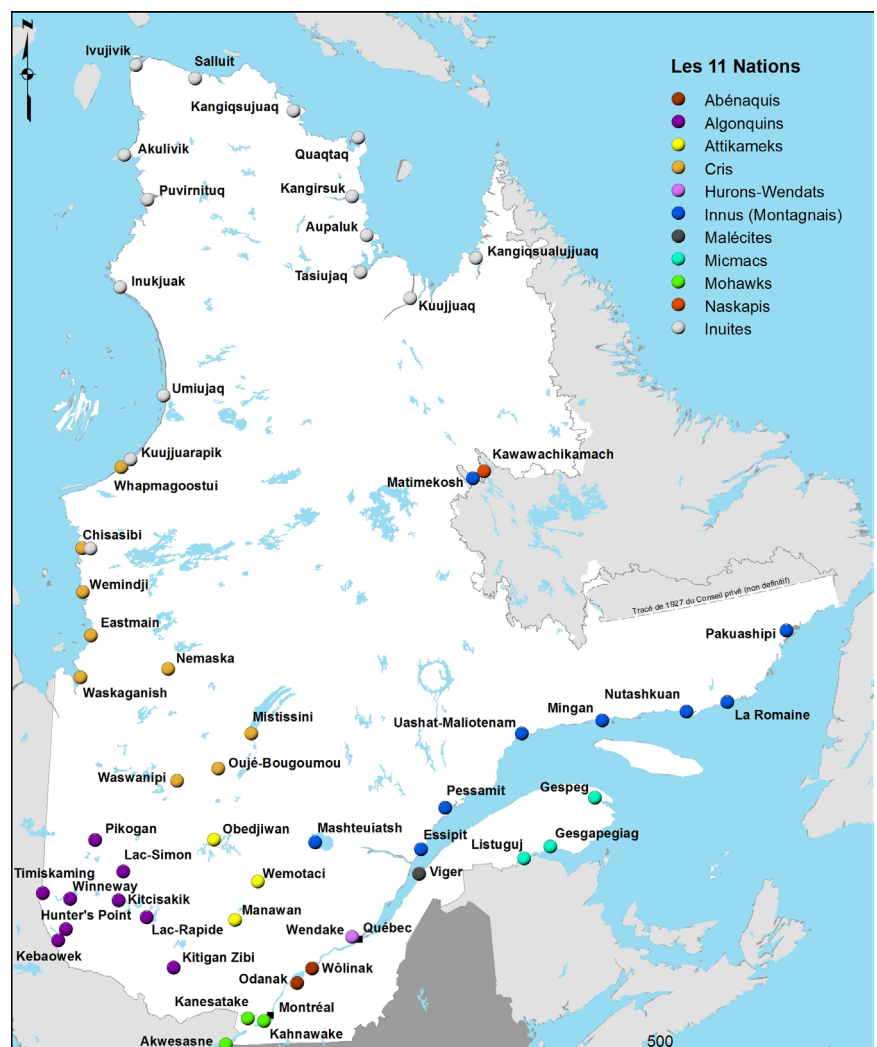 N
Ivujivik
Salluit
Kangiqsujuaq
Quaqtaq
Akulivik
Puvirnituq
Kangirsuk
Aupaluk
Tasiujaq
Kangiqsualujjuaq
Inukjuak
Kuujjuaq
Umiujaq
Kuujjuarapik
Whapmagoostui
Kawawachikamach
Matimekosh
Chisasibi
Wemindji
Eastmain
Nemaska
Waskaganish
Tracé de 1927 du Conseil privé (non definitif)
Pakuashipi
Nutashkuan
Mingan
La Romaine
Uashat-Maliotenam
Mistissini
Oujé-Bougoumou
Waswanipi
Pessamit
Gespeg
Pikogan
Obedjiwan
Mashteuiatsh
Essipit
Listuguj
Gesgapegiag
Lac-Simon
Timiskaming
Winneway
Kitcisakik
Wemotaci
Viger
Hunter's Point
Lac-Rapide
Manawan
Wendake
Québec
Kebaowek
Kitigan Zibi
Wôlinak
Odanak
Kanesatake
Montréal
Kahnawake
Akwesasne
500
Les 11 Nations
Abénaquis
Algonquins
Attikameks
Cris
Hurons-Wendats
Innus (Montagnais)
Malécites
Micmacs
Mohawks
Naskapis
Inuites